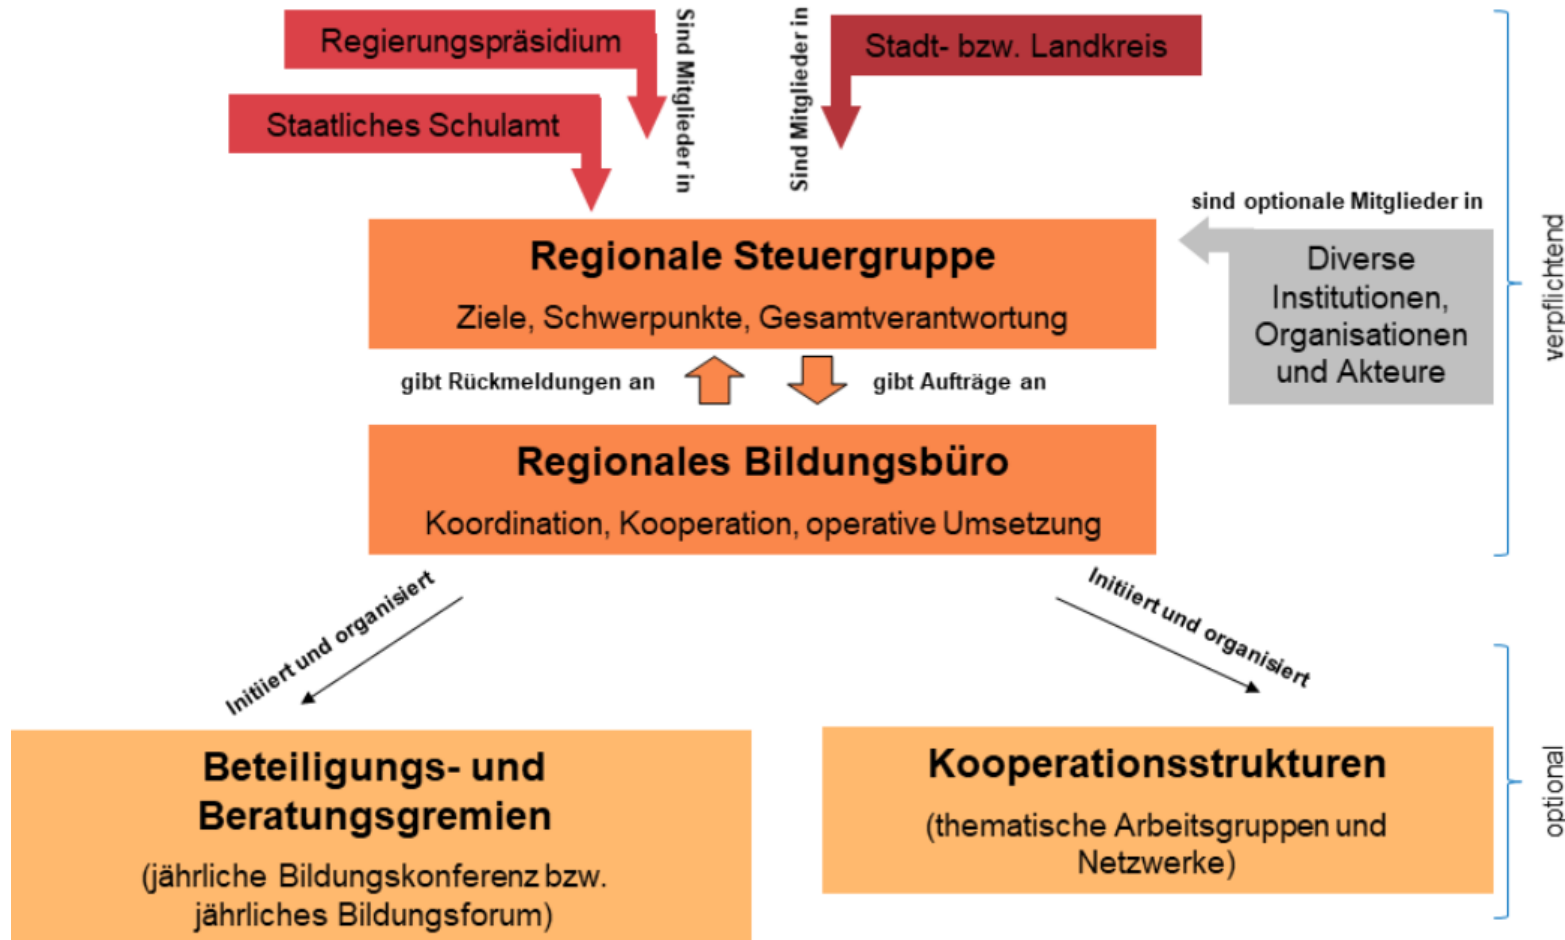 Regierungspräsidium
Sind Mitglieder in
Sind Mitglieder in
Stadt- bzw. Landkreis
Staatliches Schulamt
sind optionale Mitglieder in
Regionale Steuergruppe
Ziele, Schwerpunkte, Gesamtverantwortung
Diverse
Institutionen,
Organisationen
und Akteure
verpflichtend
gibt Rückmeldungen an
gibt Aufträge an
Regionales Bildungsbüro
Koordination, Kooperation, operative Umsetzung
Initiiert und organisiert
Initiiert und organisiert
Beteiligungs- und
Beratungsgremien
(jährliche Bildungskonferenz bzw.
jährliches Bildungsforum)
Kooperationsstrukturen
(thematische Arbeitsgruppen und
Netzwerke)
optional